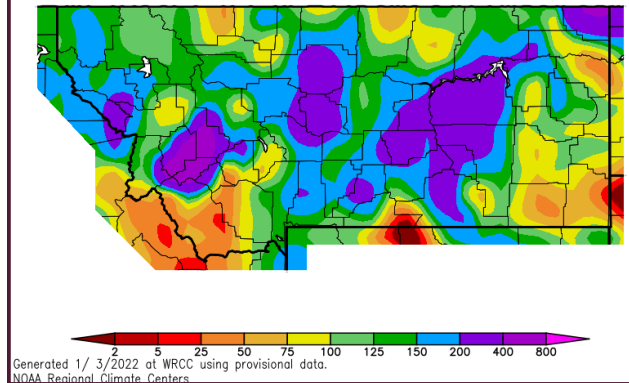 2 5 25 50 75 100 125 150 200 400 800
Generated 1/ 3/2022 at WRCC using provisional data.
NOAA Regional Climate Centers